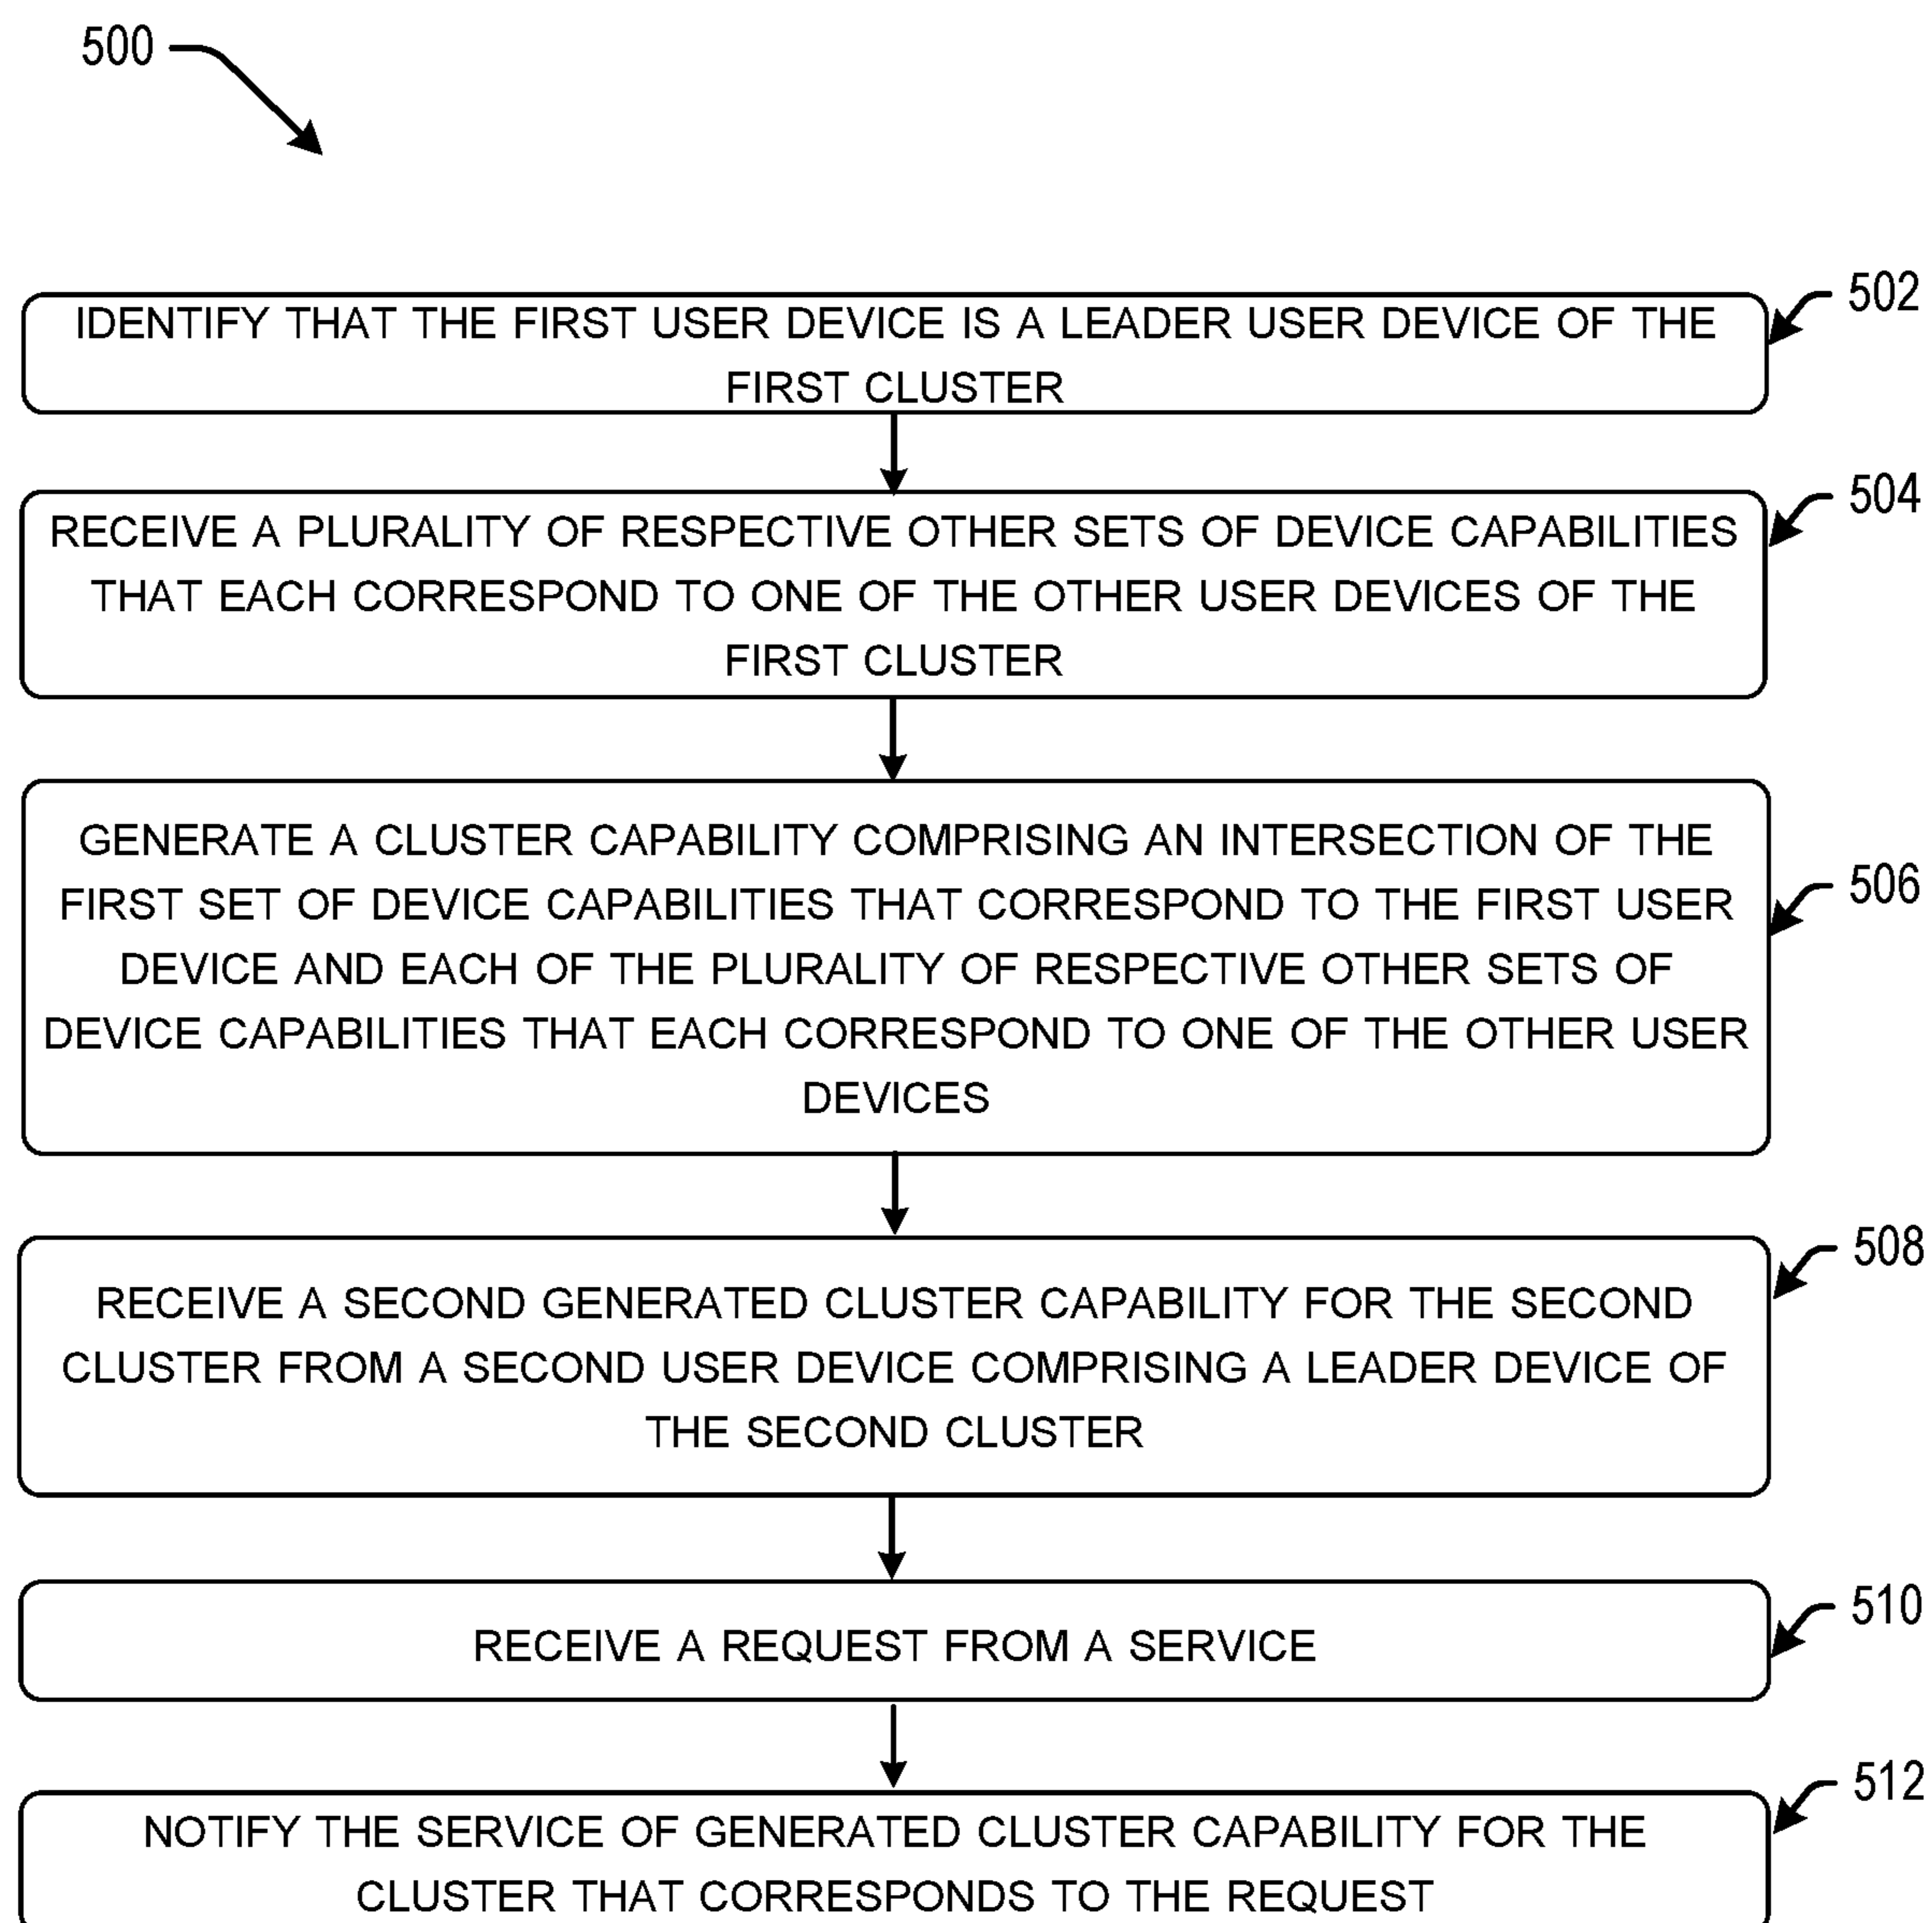 500
IDENTIFY THAT THE FIRST USER DEVICE IS A LEADER USER DEVICE OF THE
FIRST CLUSTER
502
RECEIVE A PLURALITY OF RESPECTIVE OTHER SETS OF DEVICE CAPABILITIES
THAT EACH CORRESPOND TO ONE OF THE OTHER USER DEVICES OF THE
FIRST CLUSTER
504
GENERATE A CLUSTER CAPABILITY COMPRISING AN INTERSECTION OF THE
FIRST SET OF DEVICE CAPABILITIES THAT CORRESPOND TO THE FIRST USER
DEVICE AND EACH OF THE PLURALITY OF RESPECTIVE OTHER SETS OF
DEVICE CAPABILITIES THAT EACH CORRESPOND TO ONE OF THE OTHER USER
DEVICES
506
RECEIVE A SECOND GENERATED CLUSTER CAPABILITY FOR THE SECOND
CLUSTER FROM A SECOND USER DEVICE COMPRISING A LEADER DEVICE OF
THE SECOND CLUSTER
508
RECEIVE A REQUEST FROM A SERVICE
510
NOTIFY THE SERVICE OF GENERATED CLUSTER CAPABILITY FOR THE
CLUSTER THAT CORRESPONDS TO THE REQUEST
512